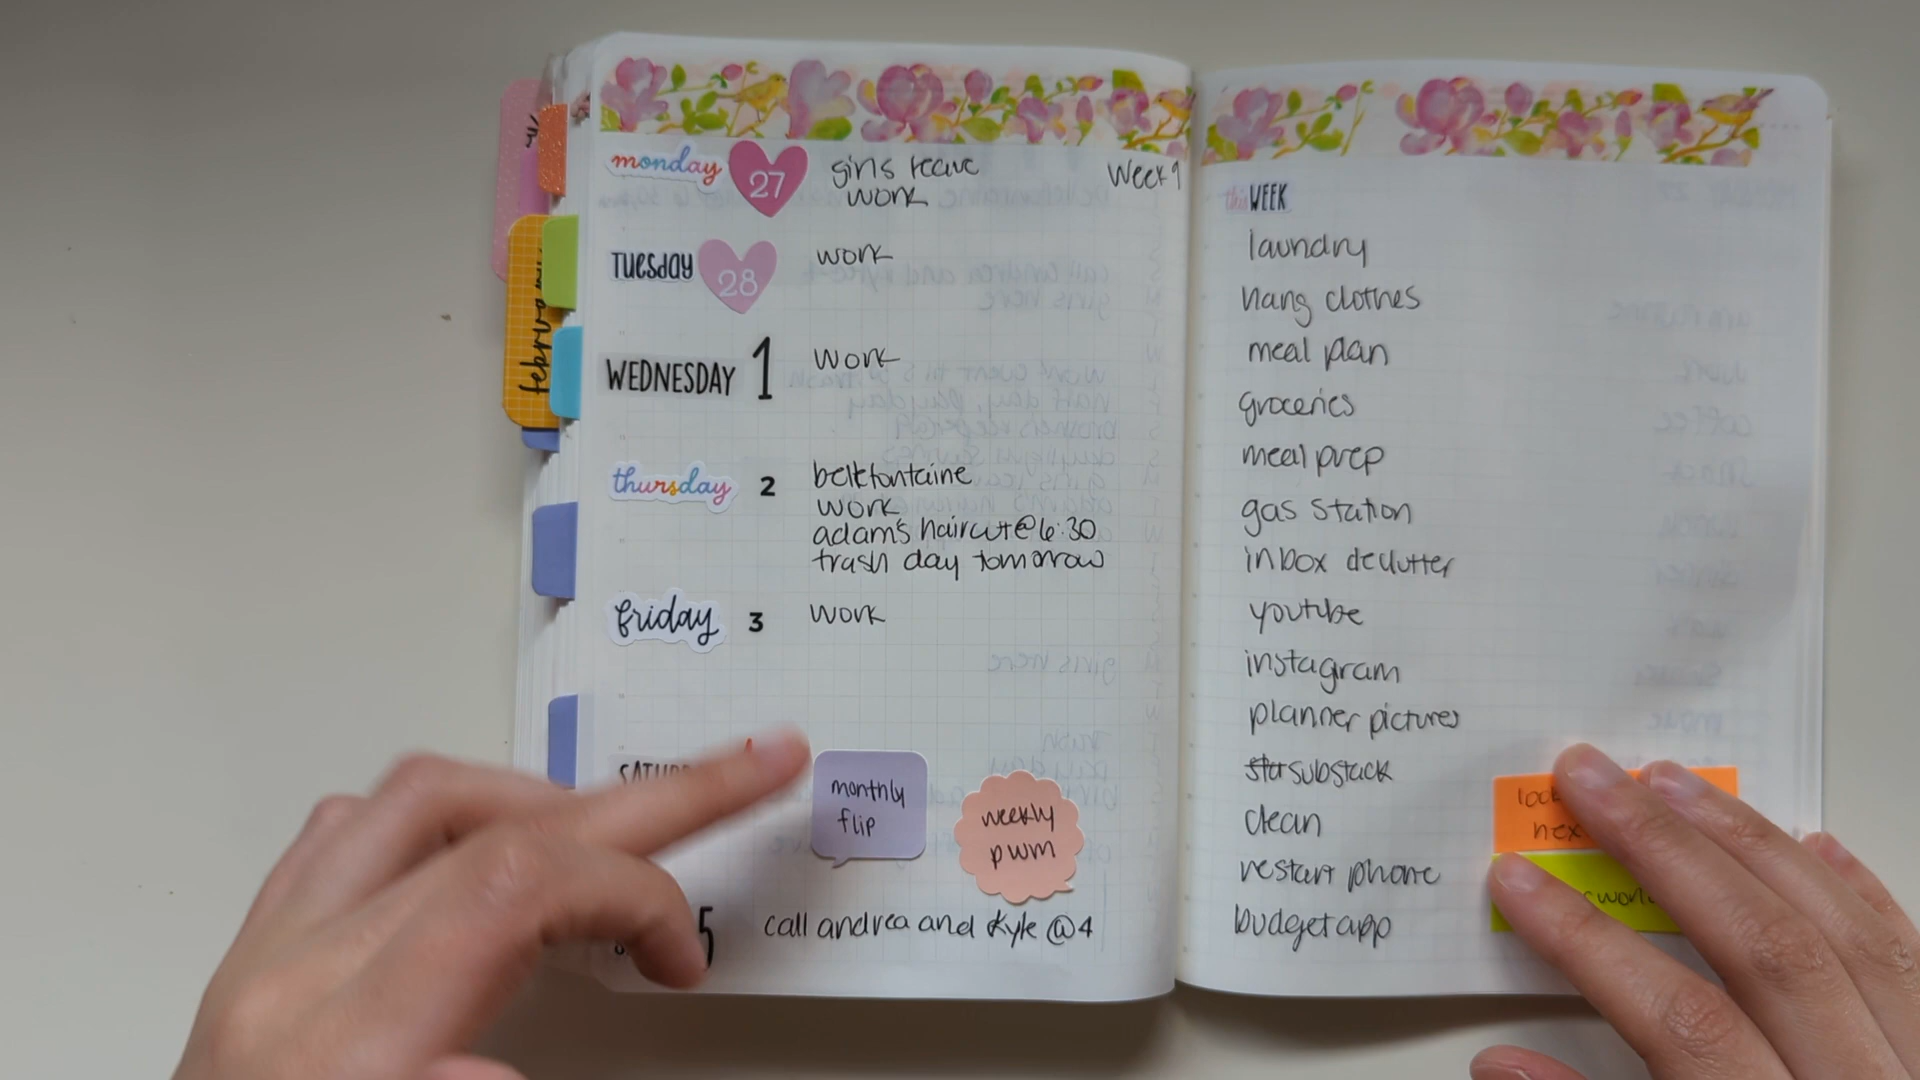 monday 27 girls leave
work
Week 9
TUESDAY 28 work
WEDNESDAY 1 work
thursday 2 bellefontaine
work
adam's haircut @ 6:30
trash day tomorrow
friday 3 work
monthly
flip
weekly
pwm
5 call andrea and kyle @4
this WEEK
laundry
hang clothes
meal plan
groceries
meal prep
gas station
inbox declutter
youtube
instagram
planner pictures
substack
clean
restart phone
budget app
february